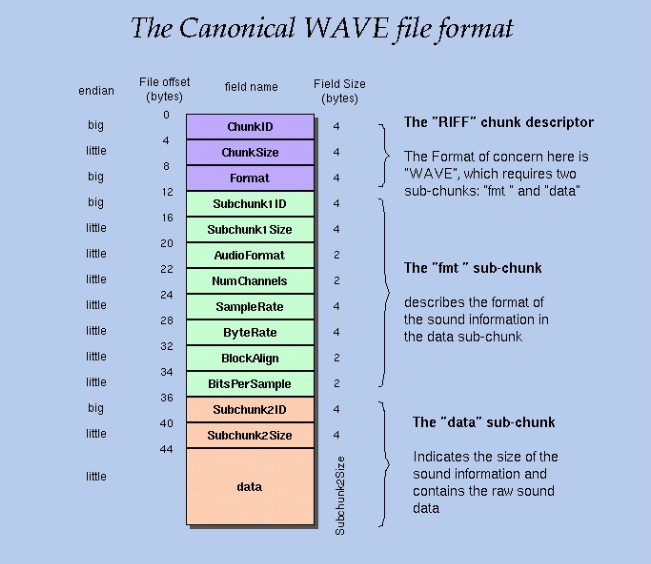 The Canonical WAVE file format
endian
File offset
(bytes)
field name
Field Size
(bytes)
0
big
ChunkID
4
4
little
ChunkSize
4
8
big
Format
4
12
big
Subchunk1ID
4
16
little
Subchunk1Size
4
20
little
AudioFormat
2
22
little
NumChannels
2
24
little
SampleRate
4
28
little
ByteRate
4
32
little
BlockAlign
2
34
little
BitsPerSample
2
36
big
Subchunk2ID
4
40
little
Subchunk2Size
4
44
little
data
Subchunk2Size
The "RIFF" chunk descriptor
The Format of concern here is
"WAVE", which requires two
sub-chunks: "fmt " and "data"
The "fmt " sub-chunk
describes the format of
the sound information in
the data sub-chunk
The "data" sub-chunk
Indicates the size of the
sound information and
contains the raw sound
data